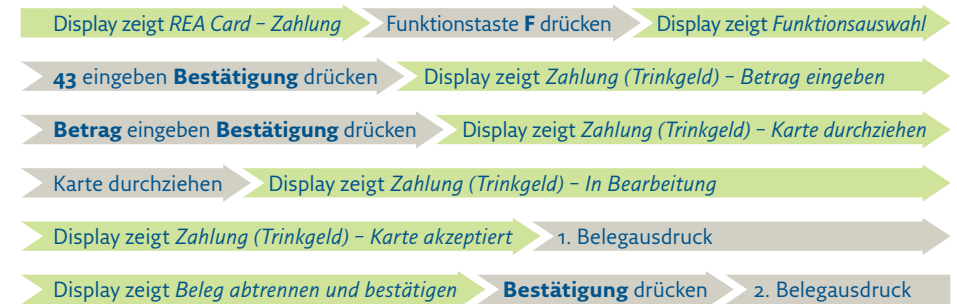 Display zeigt REA Card – Zahlung Funktionstaste F drücken Display zeigt Funktionsauswahl
43 eingeben Bestätigung drücken Display zeigt Zahlung (Trinkgeld) – Betrag eingeben
Betrag eingeben Bestätigung drücken Display zeigt Zahlung (Trinkgeld) – Karte durchziehen
Karte durchziehen Display zeigt Zahlung (Trinkgeld) – In Bearbeitung
Display zeigt Zahlung (Trinkgeld) – Karte akzeptiert 1. Belegausdruck
Display zeigt Beleg abtrennen und bestätigen Bestätigung drücken 2. Belegausdruck